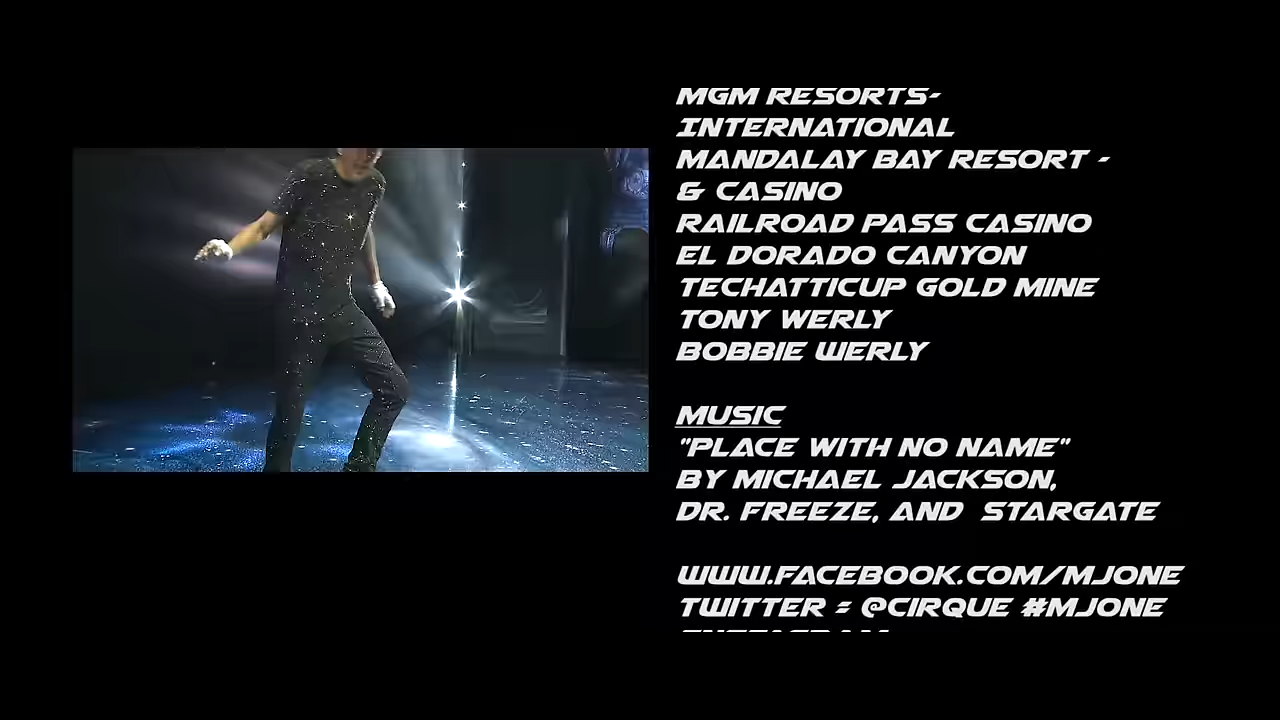 MGM RESORTS-
INTERNATIONAL
MANDALAY BAY RESORT -
& CASINO
RAILROAD PASS CASINO
EL DORADO CANYON
TECHATTICUP GOLD MINE
TONY WERLY
BOBBIE WERLY
MUSIC
"PLACE WITH NO NAME"
BY MICHAEL JACKSON,
DR. FREEZE, AND STARGATE
WWW.FACEBOOK.COM/MJONE
TWITTER = @CIRQUE #MJONE